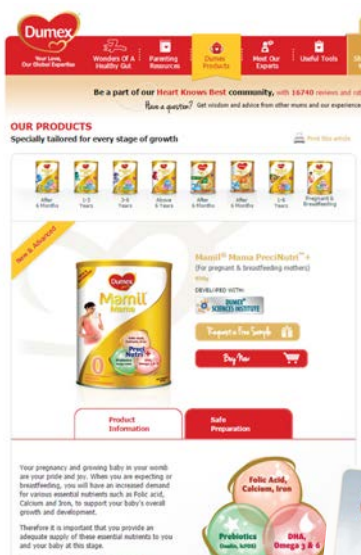 Dumex
Your Love,
Our Global Expertise
Wonders Of A
Healthy Gut
Parenting
Resources
Dumex
Products
Meet Our
Experts
Useful Tools
Be a part of our Heart Knows Best community, with 16740 reviews and
Have a question? Get wisdom and advice from other mums and our experience
OUR PRODUCTS
Specially tailored for every stage of growth
Print this article
After
6 Months
1-3
Years
3-6
Years
Above
6 Years
After
6 Months
After
6 Months
1-6
Years
Pregnant &
Breastfeeding
New & Advanced
Mamil® Mama PreciNutri™+
(For pregnant & breastfeeding mothers)
DEVELOPED WITH:
DUMEX
SCIENCES INSTITUTE
Request a Free Sample
Buy Now
Dumex
Mamil
Mama
Preci
Nutri
0
Product
Information
Safe
Preparation
Your pregnancy and growing baby in your womb
are your pride and joy. When you are expecting or
breastfeeding, you will have an increased demand
for various essential nutrients such as Folic acid,
Calcium and Iron, to support your baby's overall
growth and development.
Therefore it is important that you provide an
adequate supply of these essential nutrients to you
and your baby at this stage.
Folic Acid,
Calcium, Iron
Prebiotics
DHA,
Omega 3 & 6